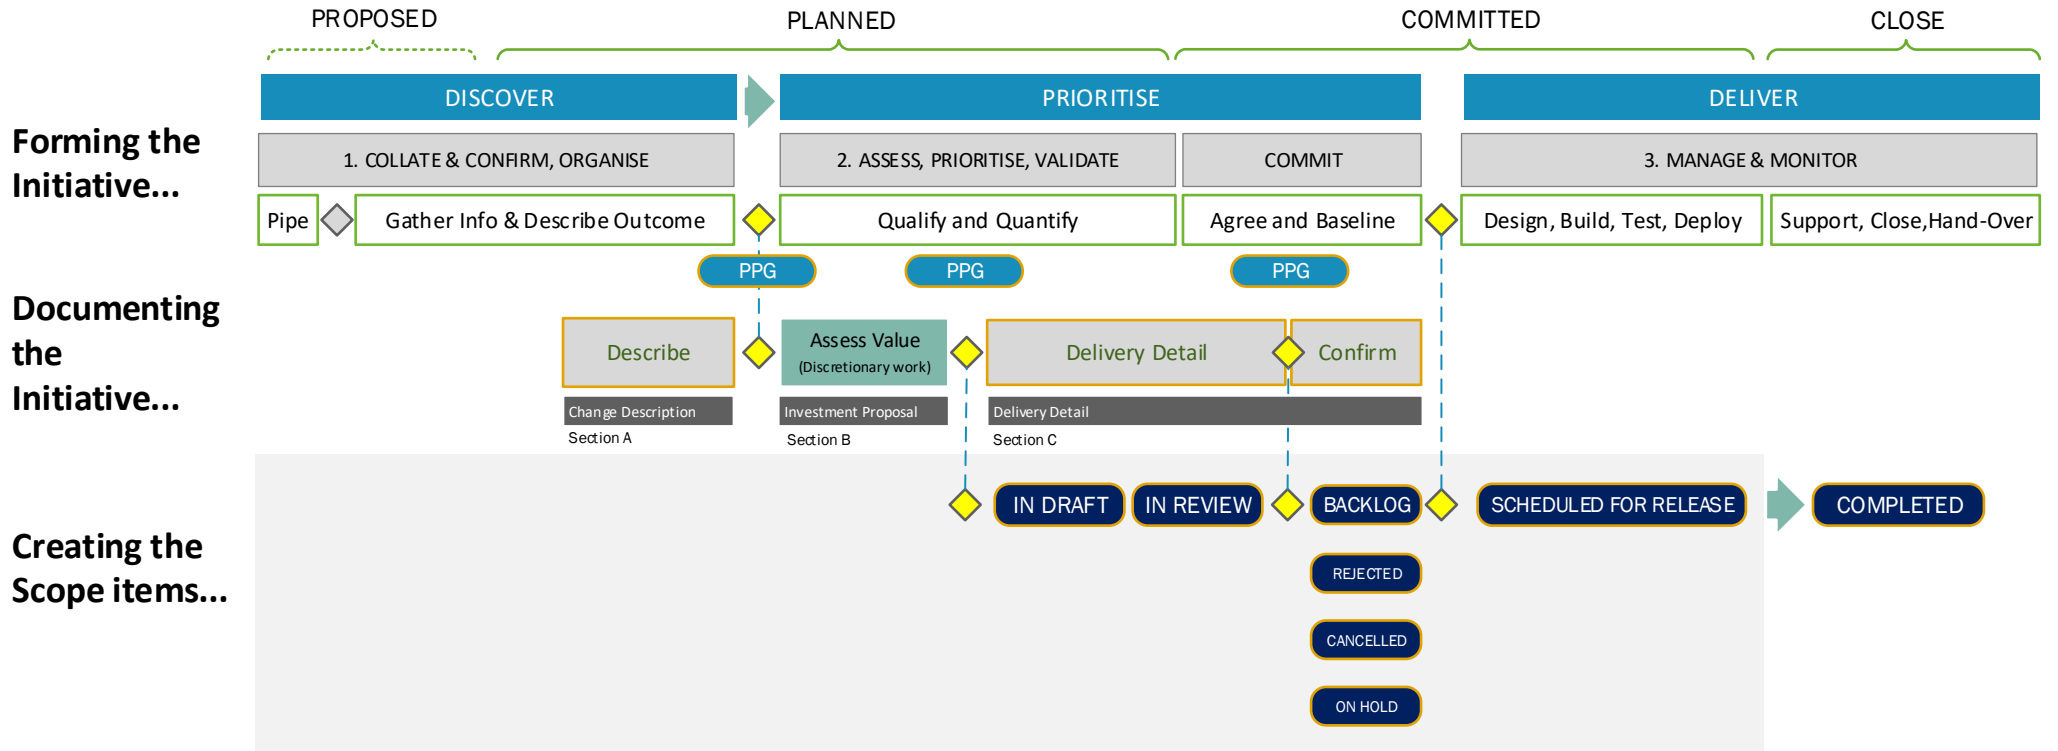 PROPOSED
PLANNED
COMMITTED
CLOSE
DISCOVER
PRIORITISE
DELIVER
Forming the
Initiative...
1. COLLATE & CONFIRM, ORGANISE
2. ASSESS, PRIORITISE, VALIDATE
COMMIT
3. MANAGE & MONITOR
Pipe
Gather Info & Describe Outcome
Qualify and Quantify
Agree and Baseline
Design, Build, Test, Deploy
Support, Close,Hand-Over
PPG
PPG
PPG
Documenting
the
Initiative...
Describe
Assess Value
(Discretionary work)
Delivery Detail
Confirm
Change Description
Investment Proposal
Delivery Detail
Section A
Section B
Section C
Creating the
Scope items...
IN DRAFT
IN REVIEW
BACKLOG
SCHEDULED FOR RELEASE
COMPLETED
REJECTED
CANCELLED
ON HOLD